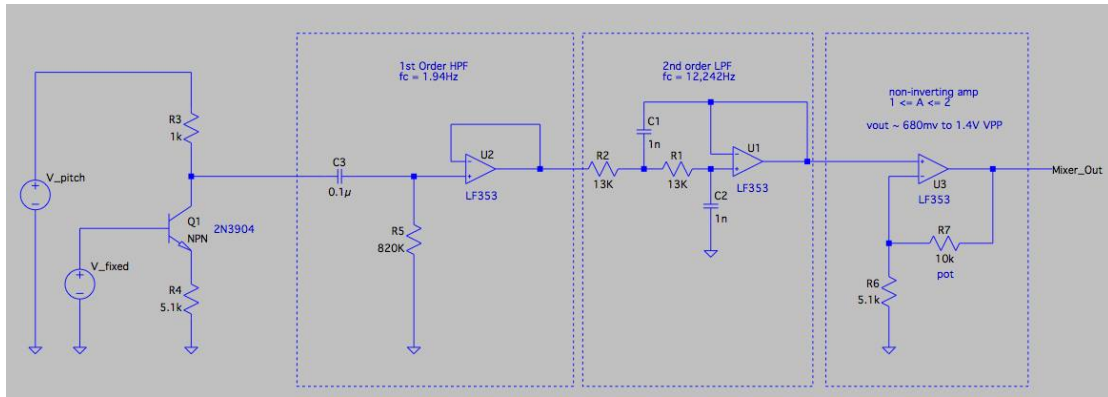 V_pitch
R3
1k
Q1
NPN
2N3904
V_fixed
R4
5.1k
1st Order HPF
fc = 1.94Hz
C3
0.1µ
R5
820K
U2
LF353
2nd order LPF
fc = 12,242Hz
R2
13K
C1
1n
R1
13K
C2
1n
U1
LF353
non-inverting amp
1 <= A <= 2
vout ~ 680mv to 1.4V VPP
U3
LF353
R7
10k
pot
R6
5.1k
Mixer_Out